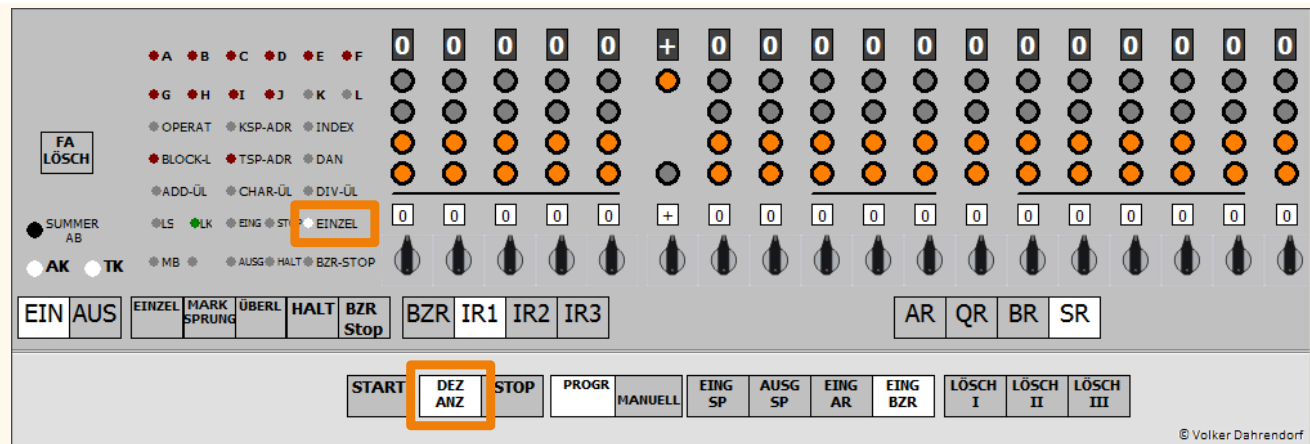 0 0 0 0 0 + 0 0 0 0 0 0 0 0 0 0 0 0
A B C D E F
G H I J K L
OPERAT KSP-ADR INDEX
FA LÖSCH
BLOCK-L TSP-ADR DAN
ADD-ÜL CHAR-ÜL DIV-ÜL
0 0 0 0 0 + 0 0 0 0 0 0 0 0 0 0 0 0
SUMMER AB
LS LK EING STOP EINZEL
AK TK
MB AUSG HALT BZR-STOP
EIN AUS
EINZEL MARK SPRUNG ÜBERL HALT BZR Stop
BZR IR1 IR2 IR3
AR QR BR SR
START DEZ ANZ STOP
PROGR MANUELL
EING SP AUSG SP EING AR EING BZR
LÖSCH I LÖSCH II LÖSCH III
© Volker Dahrendorf